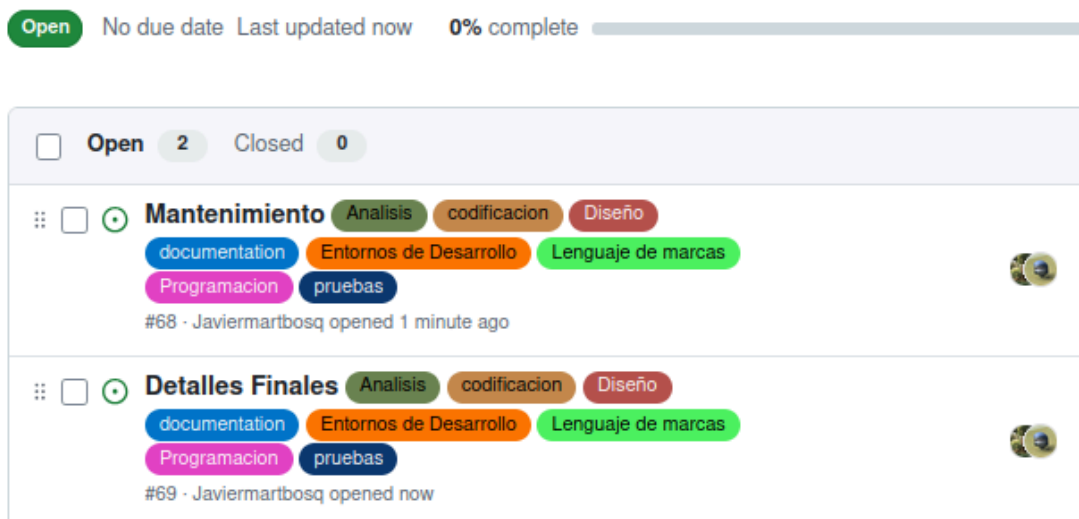 Open No due date Last updated now 0% complete
Open 2 Closed 0
Mantenimiento Analisis codificacion Diseño
documentation Entornos de Desarrollo Lenguaje de marcas
Programacion pruebas
#68 · Javiermartbosq opened 1 minute ago
Detalles Finales Analisis codificacion Diseño
documentation Entornos de Desarrollo Lenguaje de marcas
Programacion pruebas
#69 · Javiermartbosq opened now